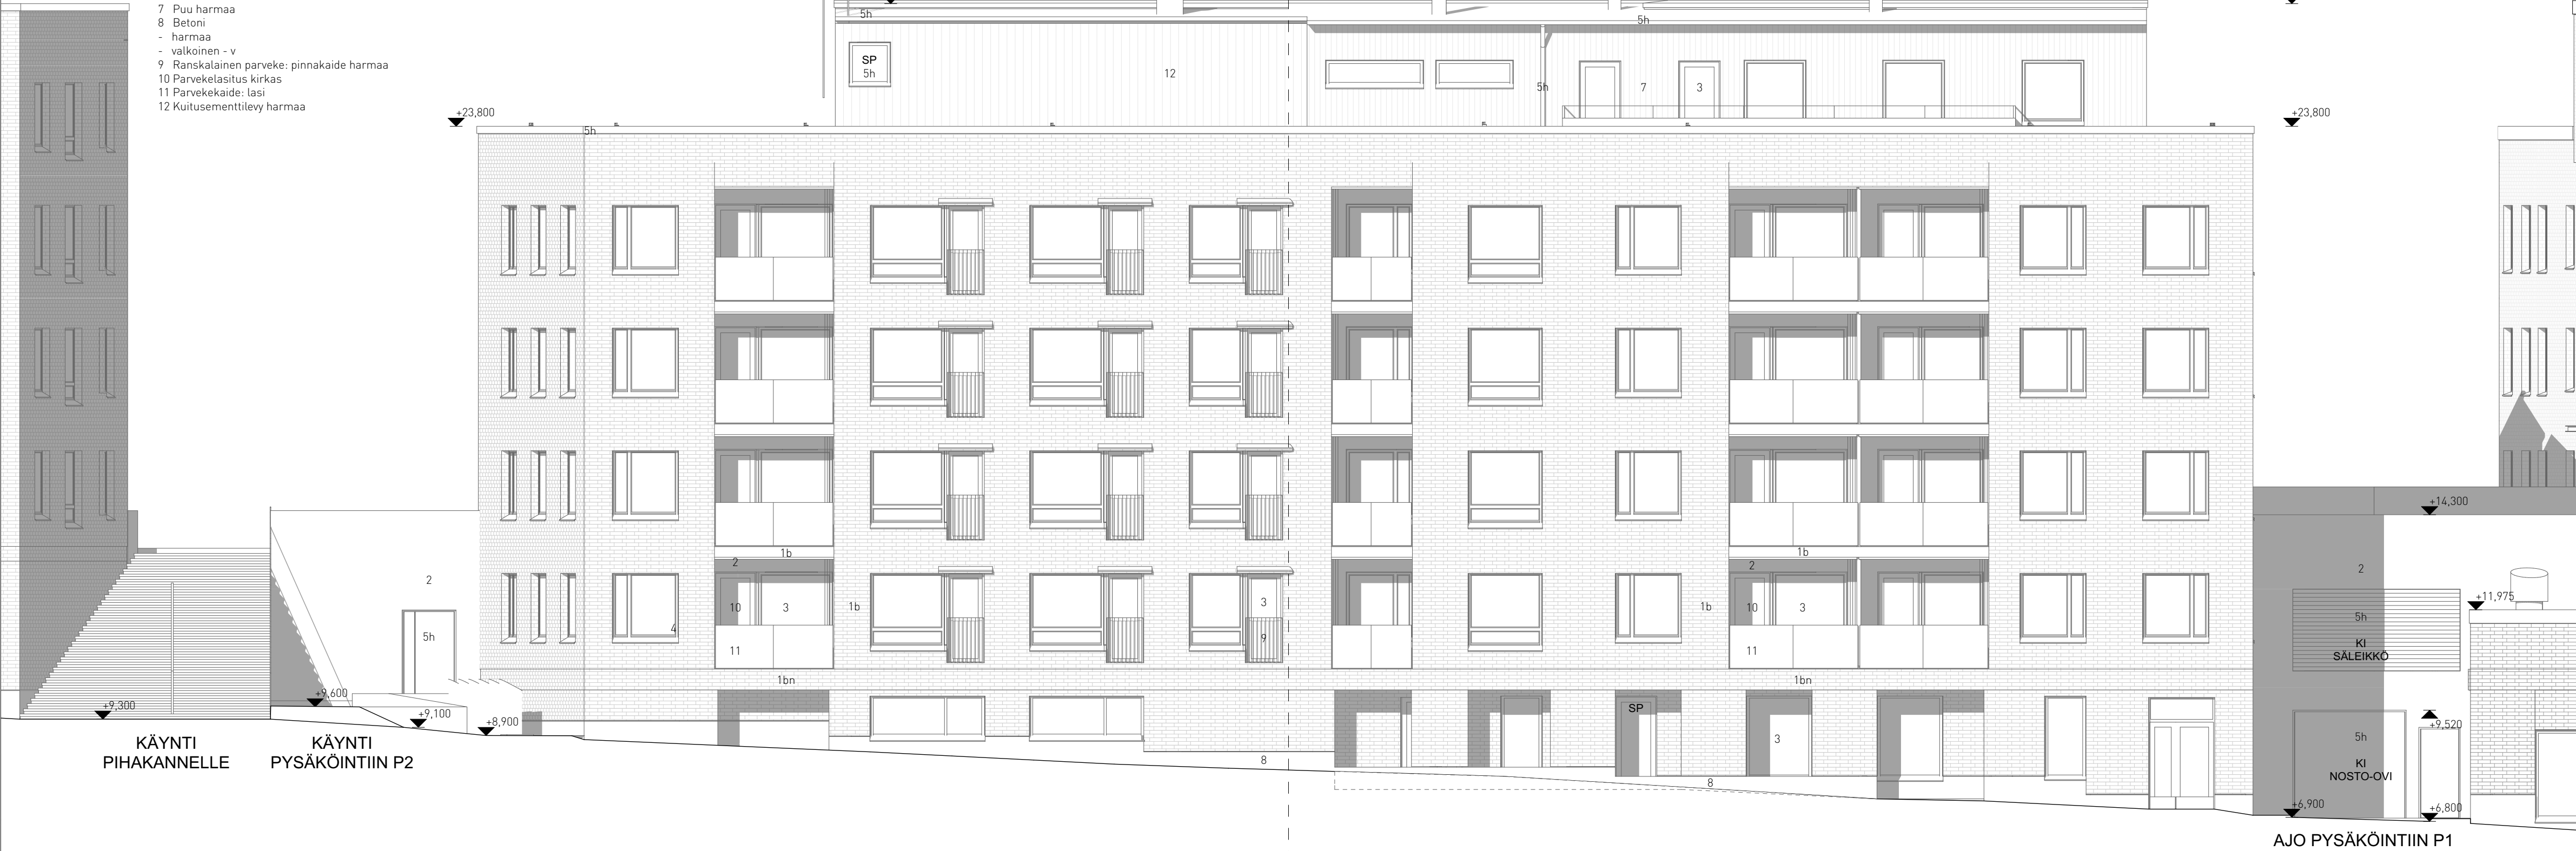 7 Puu harmaa
8 Betoni
- harmaa
- valkoinen - v
9 Ranskalainen parveke: pinnakaide harmaa
10 Parvekelasitus kirkas
11 Parvekekaide: lasi
12 Kuitusementtilevy harmaa
5h
5h
SP
5h
12
5h
7
3
+23,800
5h
+23,800
+14,300
1b
1b
2
2
2
2
+11,975
10
3
1b
3
1b
10
3
5h
4
5h
9
KI
SÄLEIKKÖ
11
11
1bn
1bn
+9,600
+9,300
+9,100
+8,900
SP
+9,520
3
5h
KÄYNTI
PIHAKANNELLE
KÄYNTI
PYSÄKÖINTIIN P2
8
KI
NOSTO-OVI
8
+6,900
+6,800
AJO PYSÄKÖINTIIN P1